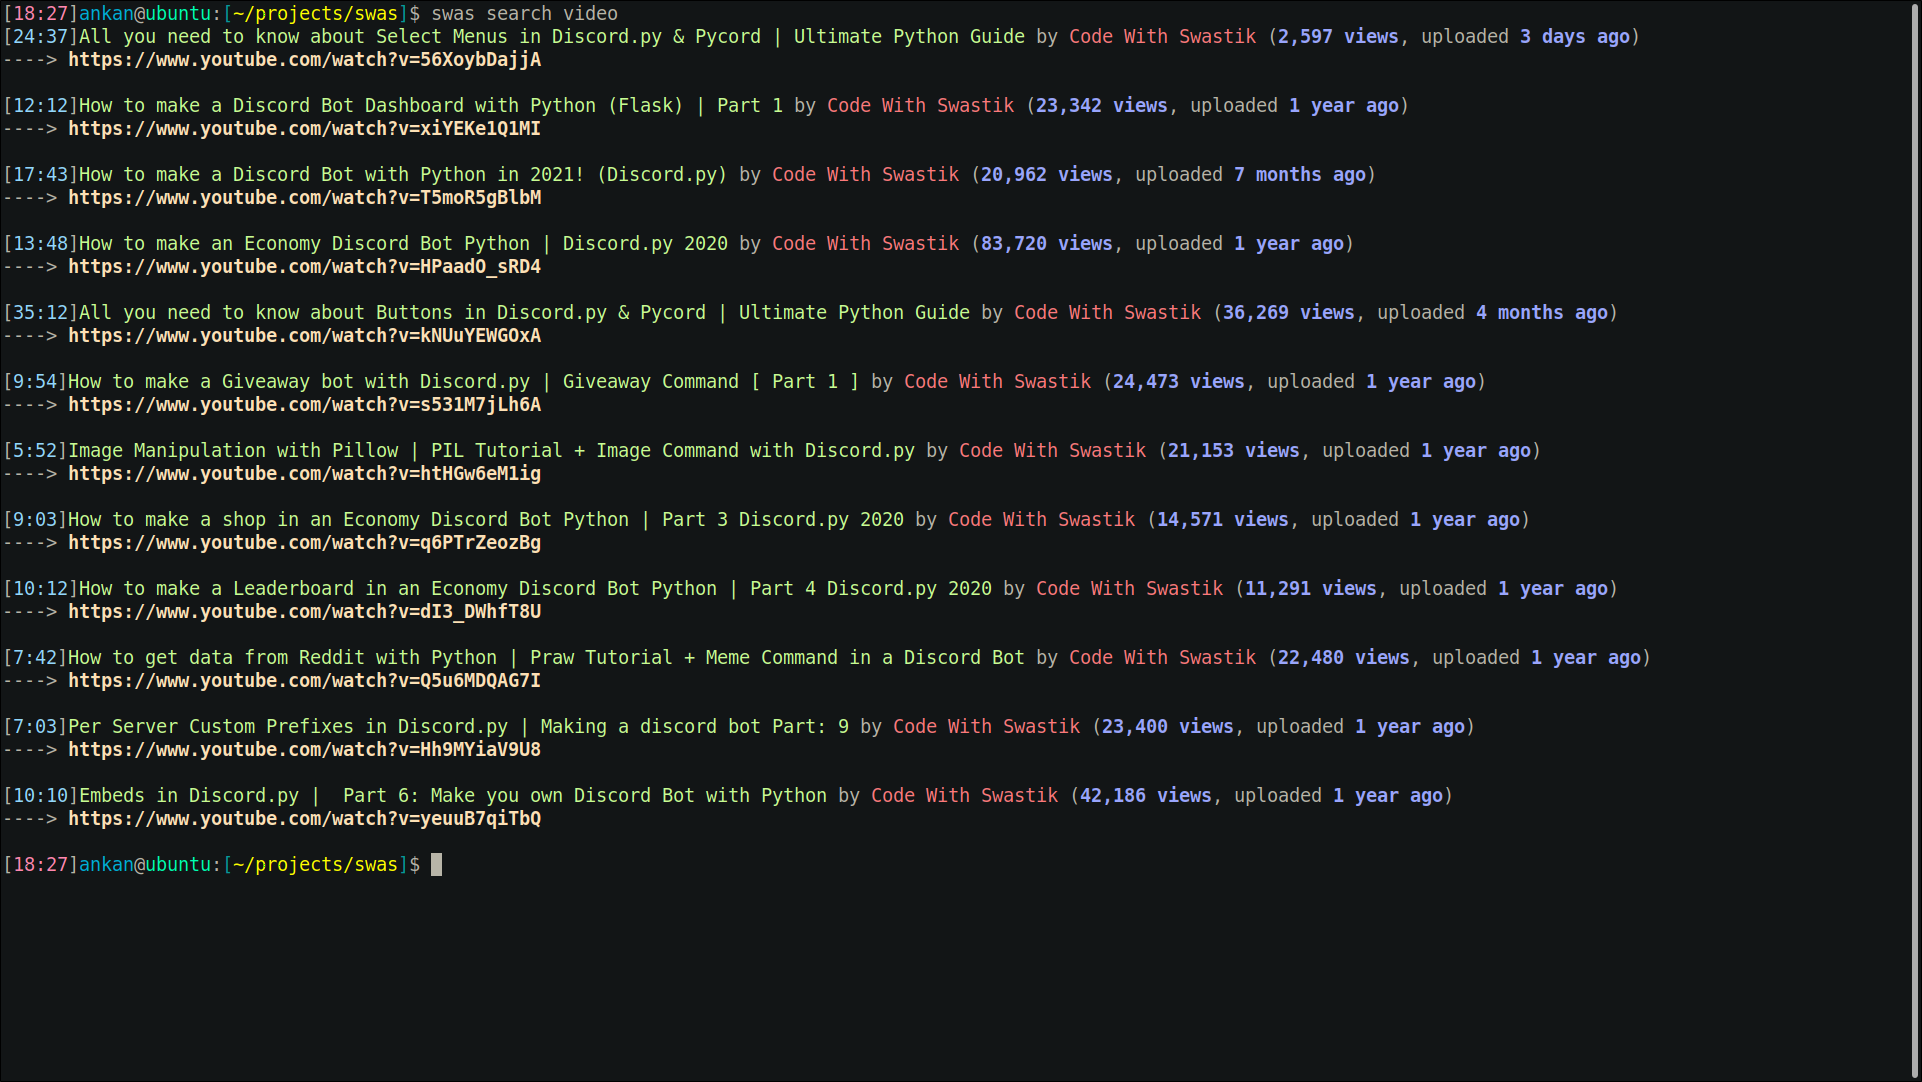 [18:27]ankan@ubuntu:[~/projects/swas]$ swas search video
[24:37]All you need to know about Select Menus in Discord.py & Pycord | Ultimate Python Guide by Code With Swastik (2,597 views, uploaded 3 days ago)
----> https://www.youtube.com/watch?v=56XoybDajjA
[12:12]How to make a Discord Bot Dashboard with Python (Flask) | Part 1 by Code With Swastik (23,342 views, uploaded 1 year ago)
----> https://www.youtube.com/watch?v=xiYEKe1Q1MI
[17:43]How to make a Discord Bot with Python in 2021! (Discord.py) by Code With Swastik (20,962 views, uploaded 7 months ago)
----> https://www.youtube.com/watch?v=T5moR5gBlbM
[13:48]How to make an Economy Discord Bot Python | Discord.py 2020 by Code With Swastik (83,720 views, uploaded 1 year ago)
----> https://www.youtube.com/watch?v=HPaadO_sRD4
[35:12]All you need to know about Buttons in Discord.py & Pycord | Ultimate Python Guide by Code With Swastik (36,269 views, uploaded 4 months ago)
----> https://www.youtube.com/watch?v=kNUuYEWGOxA
[9:54]How to make a Giveaway bot with Discord.py | Giveaway Command [ Part 1 ] by Code With Swastik (24,473 views, uploaded 1 year ago)
----> https://www.youtube.com/watch?v=s531M7jLh6A
[5:52]Image Manipulation with Pillow | PIL Tutorial + Image Command with Discord.py by Code With Swastik (21,153 views, uploaded 1 year ago)
----> https://www.youtube.com/watch?v=htHGw6eM1ig
[9:03]How to make a shop in an Economy Discord Bot Python | Part 3 Discord.py 2020 by Code With Swastik (14,571 views, uploaded 1 year ago)
----> https://www.youtube.com/watch?v=q6PTrZeozBg
[10:12]How to make a Leaderboard in an Economy Discord Bot Python | Part 4 Discord.py 2020 by Code With Swastik (11,291 views, uploaded 1 year ago)
----> https://www.youtube.com/watch?v=dI3_DWhfT8U
[7:42]How to get data from Reddit with Python | Praw Tutorial + Meme Command in a Discord Bot by Code With Swastik (22,480 views, uploaded 1 year ago)
----> https://www.youtube.com/watch?v=Q5u6MDQAG7I
[7:03]Per Server Custom Prefixes in Discord.py | Making a discord bot Part: 9 by Code With Swastik (23,400 views, uploaded 1 year ago)
----> https://www.youtube.com/watch?v=Hh9MYiaV9U8
[10:10]Embeds in Discord.py |  Part 6: Make you own Discord Bot with Python by Code With Swastik (42,186 views, uploaded 1 year ago)
----> https://www.youtube.com/watch?v=yeuuB7qiTbQ
[18:27]ankan@ubuntu:[~/projects/swas]$